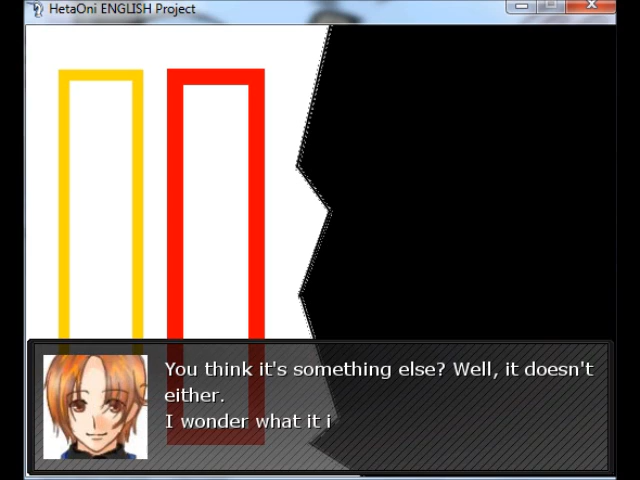 HetaOni ENGLISH Project
You think it's something else? Well, it doesn't
either.
I wonder what it i